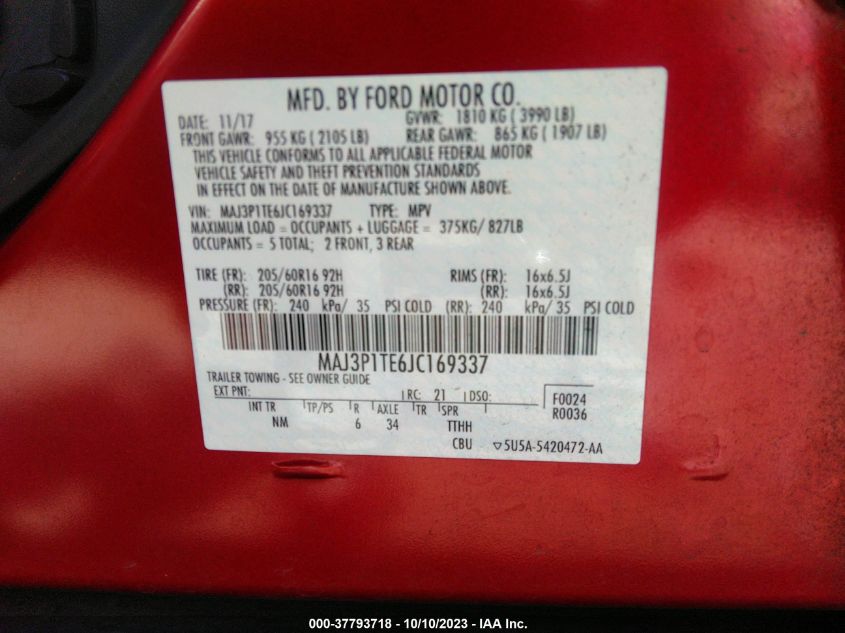 MFD. BY FORD MOTOR CO.
DATE: 11/17 GVWR: 1810 KG ( 3990 LB)
FRONT GAWR: 955 KG ( 2105 LB) REAR GAWR: 865 KG ( 1907 LB)
THIS VEHICLE CONFORMS TO ALL APPLICABLE FEDERAL MOTOR
VEHICLE SAFETY AND THEFT PREVENTION STANDARDS
IN EFFECT ON THE DATE OF MANUFACTURE SHOWN ABOVE.
VIN: MAJ3P1TE6JC169337 TYPE: MPV
MAXIMUM LOAD = OCCUPANTS + LUGGAGE = 375KG/ 827LB
OCCUPANTS = 5 TOTAL; 2 FRONT, 3 REAR
TIRE (FR): 205/60R16 92H RIMS (FR): 16x6.5J
(RR): 205/60R16 92H (RR): 16x6.5J
PRESSURE (FR): 240 kPa/ 35 PSI COLD (RR): 240 kPa/ 35 PSI COLD
MAJ3P1TE6JC169337
TRAILER TOWING - SEE OWNER GUIDE
EXT PNT: RC: 21 DSO: F0024
INT TR TP/PS R AXLE TR SPR R0036
NM 6 34 TTHH
CBU ▽5U5A-5420472-AA
000-37793718 - 10/10/2023 - IAA Inc.